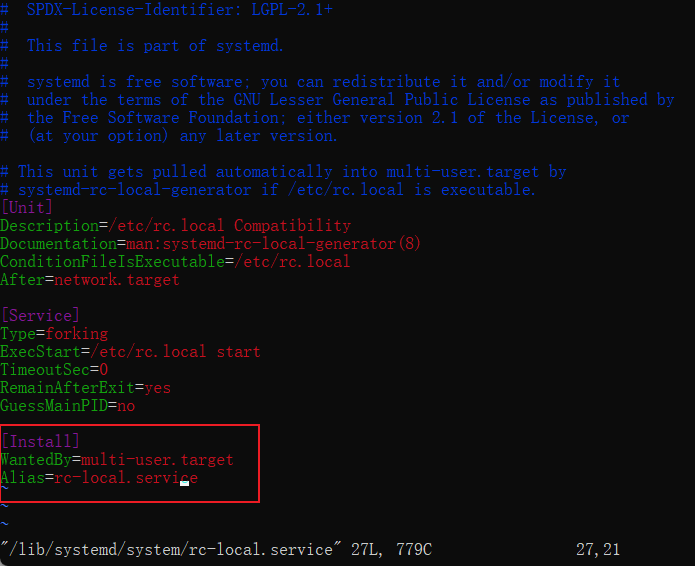 #  SPDX-License-Identifier: LGPL-2.1+
#
#  This file is part of systemd.
#
#  systemd is free software; you can redistribute it and/or modify it
#  under the terms of the GNU Lesser General Public License as published by
#  the Free Software Foundation; either version 2.1 of the License, or
#  (at your option) any later version.

# This unit gets pulled automatically into multi-user.target by
# systemd-rc-local-generator if /etc/rc.local is executable.
[Unit]
Description=/etc/rc.local Compatibility
Documentation=man:systemd-rc-local-generator(8)
ConditionFileIsExecutable=/etc/rc.local
After=network.target

[Service]
Type=forking
ExecStart=/etc/rc.local start
TimeoutSec=0
RemainAfterExit=yes
GuessMainPID=no

[Install]
WantedBy=multi-user.target
Alias=rc-local.service
~
~
~
"/lib/systemd/system/rc-local.service" 27L, 779C 27,21